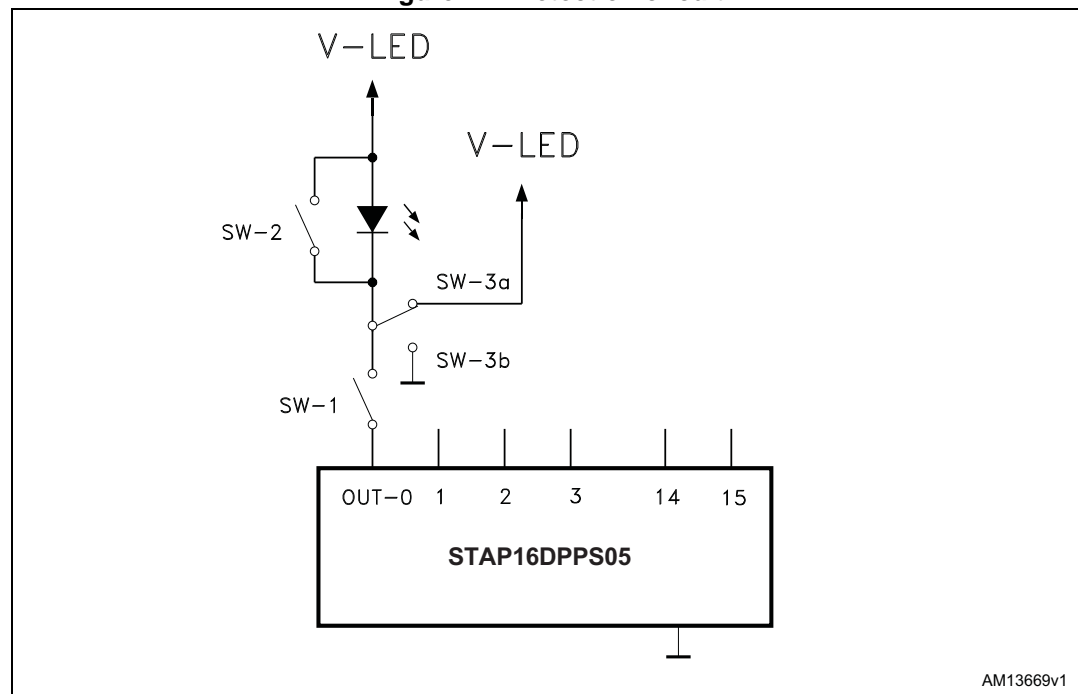 V-LED
V-LED
SW-2
SW-3a
SW-3b
SW-1
OUT-0 1 2 3 14 15
STAP16DPPS05
AM13669v1